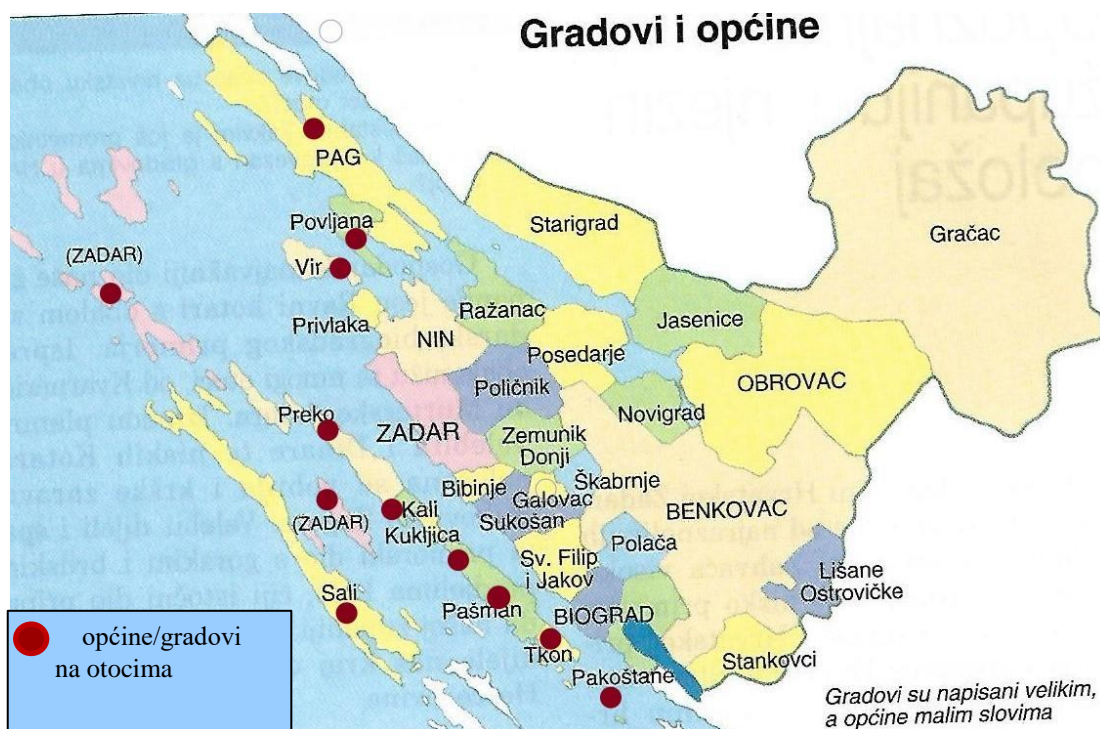 Gradovi i općine
PAG
Povljana
(ZADAR)
Vir
Privlaka
NIN
Ražanac
Starigrad
Gračac
Jasenice
Posedarje
OBROVAC
Poličnik
Novigrad
Preko
ZADAR
Zemunik
Donji
Škabrnje
Bibinje
Galovac
BENKOVAC
(ZADAR)
Kali
Sukošan
Kukljica
Polača
Sv. Filip
i Jakov
Lišane
Ostrovičke
Sali
Pašman
BIOGRAD
Tkon
Stankovci
Pakoštane
općine/gradovi
na otocima
Gradovi su napisani velikim,
a općine malim slovima